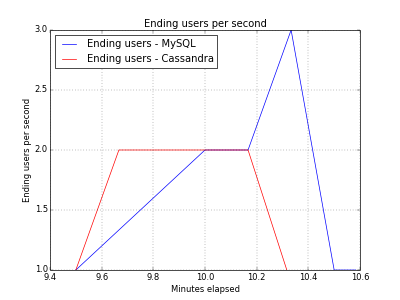 Ending users per second
Ending users - MySQL
Ending users - Cassandra
Ending users per second
3.0
2.5
2.0
1.5
1.0
9.4 9.6 9.8 10.0 10.2 10.4 10.6
Minutes elapsed